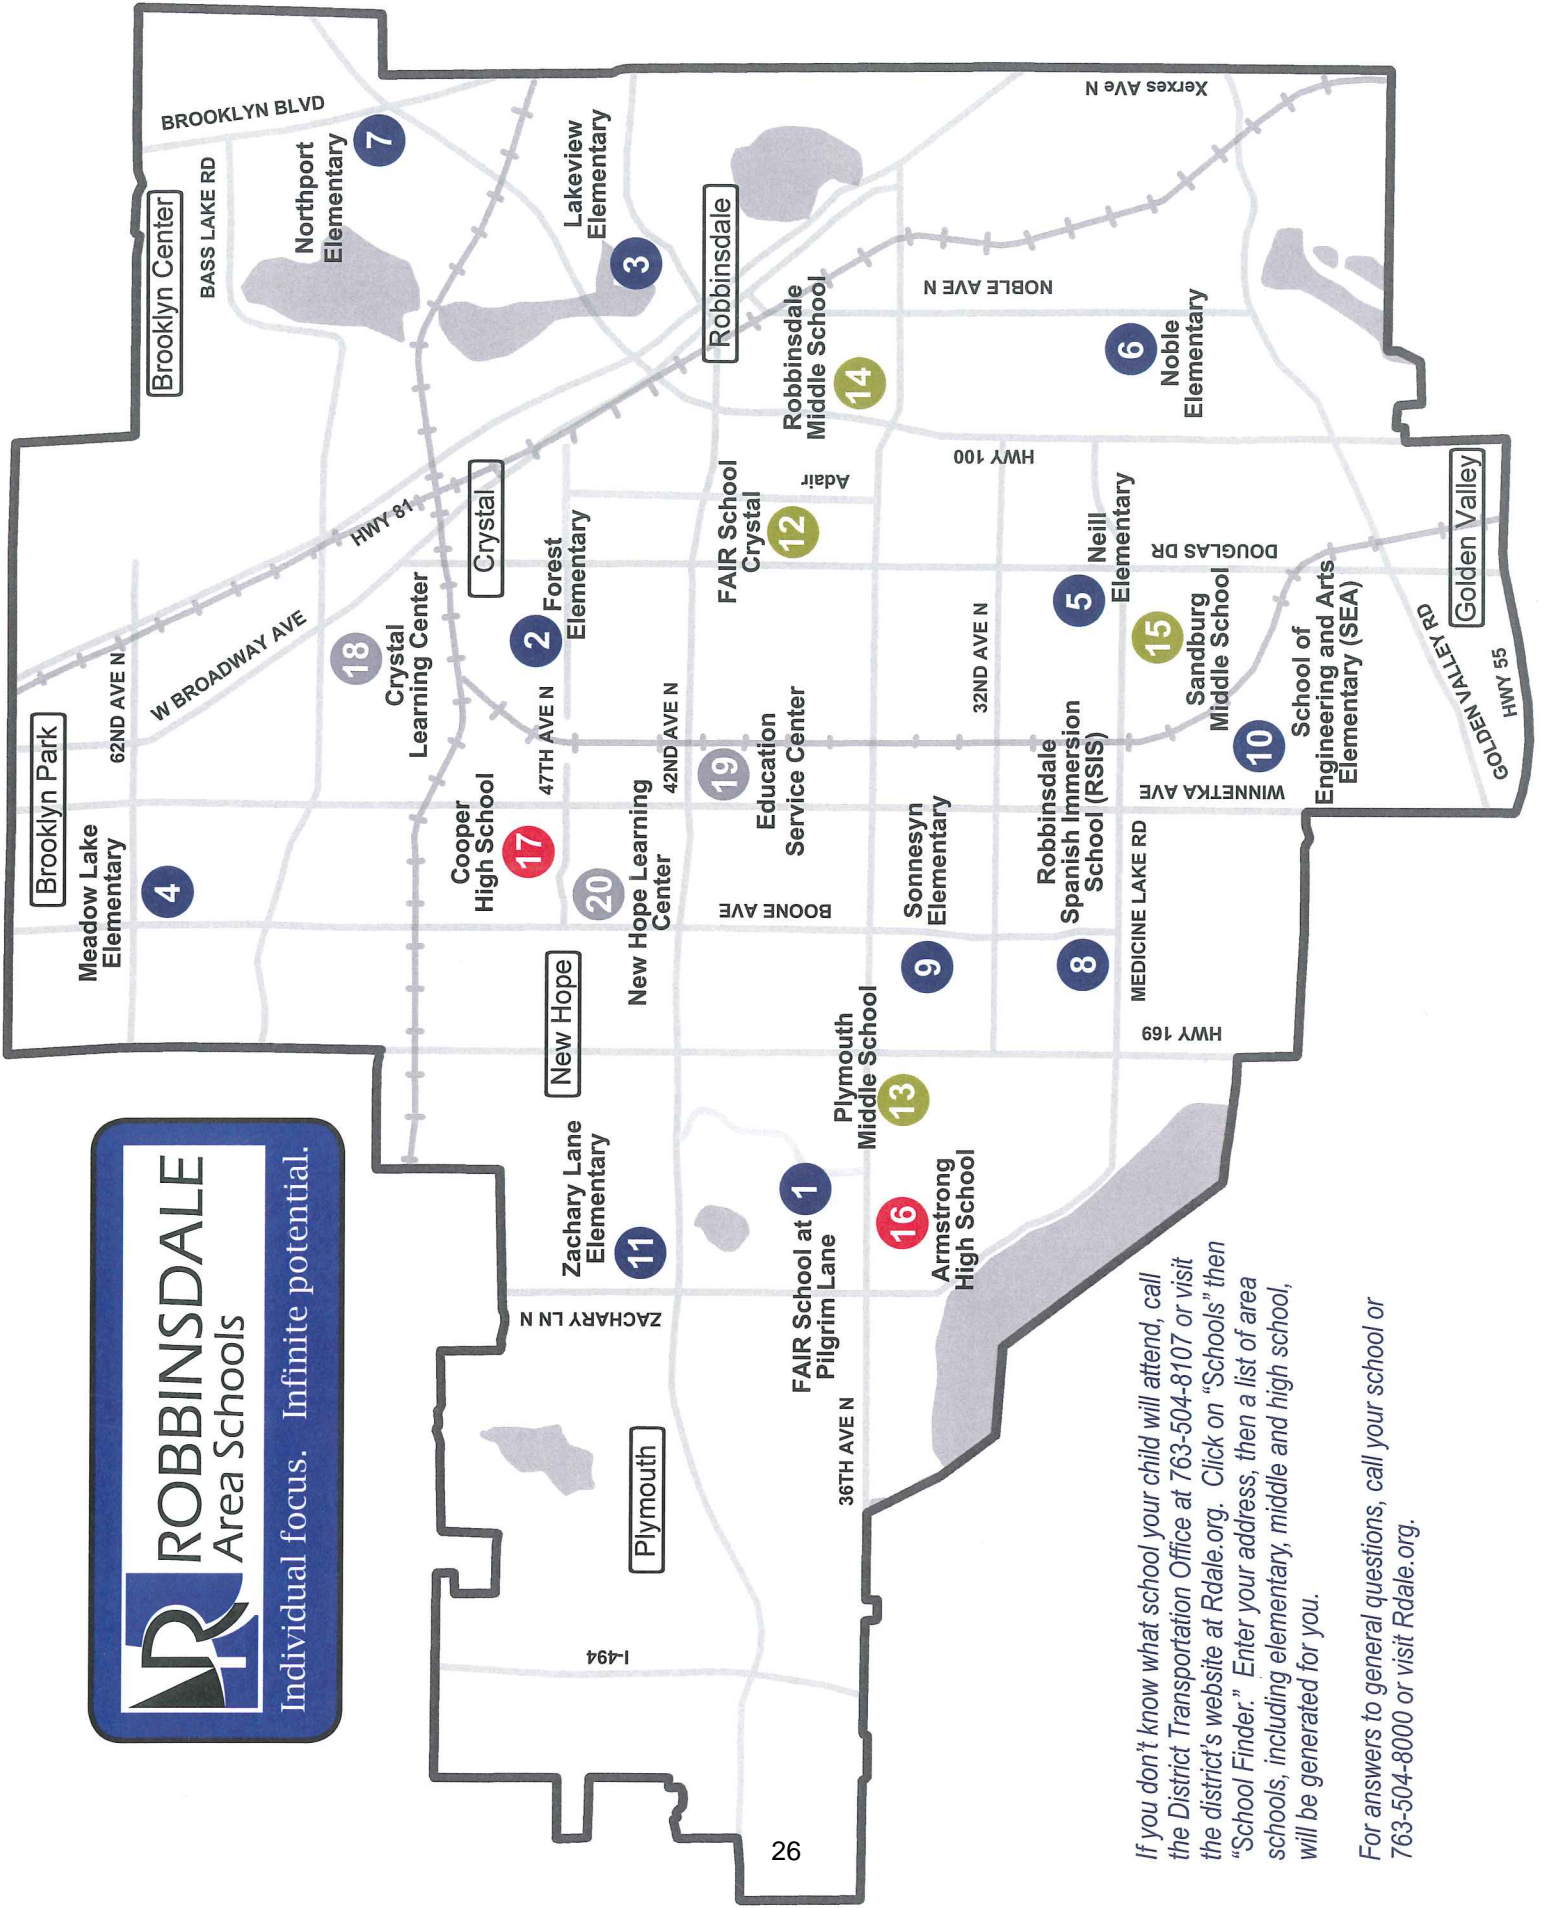 ROBBINSDALE
Area Schools
Individual focus. Infinite potential.
Brooklyn Park
Brooklyn Center
Crystal
Robbinsdale
New Hope
Plymouth
Golden Valley
Meadow Lake
Elementary
4
62ND AVE N
W BROADWAY AVE
HWY 81
BASS LAKE RD
BROOKLYN BLVD
Northport
Elementary
7
18
Crystal
Learning Center
Lakeview
Elementary
3
Cooper
High School
17
2
Forest
Elementary
47TH AVE N
20
New Hope Learning
Center
42ND AVE N
19
Education
Service Center
Zachary Lane
Elementary
11
ZACHARY LN N
I-494
FAIR School at
Pilgrim Lane
1
36TH AVE N
Plymouth
Middle School
13
16
Armstrong
High School
BOONE AVE
Sonnesyn
Elementary
9
FAIR School
Crystal
12
Adair
Robbinsdale
Middle School
14
NOBLE AVE N
Xerxes AVe N
HWY 100
32ND AVE N
Robbinsdale
Spanish Immersion
School (RSIS)
8
MEDICINE LAKE RD
HWY 169
WINNETKA AVE
5
Neill
Elementary
15
Sandburg
Middle School
DOUGLAS DR
6
Noble
Elementary
10
School of
Engineering and Arts
Elementary (SEA)
GOLDEN VALLEY RD
HWY 55
If you don't know what school your child will attend, call
the District Transportation Office at 763-504-8107 or visit
the district's website at Rdale.org. Click on “Schools” then
“School Finder.” Enter your address, then a list of area
schools, including elementary, middle and high school,
will be generated for you.
For answers to general questions, call your school or
763-504-8000 or visit Rdale.org.
26